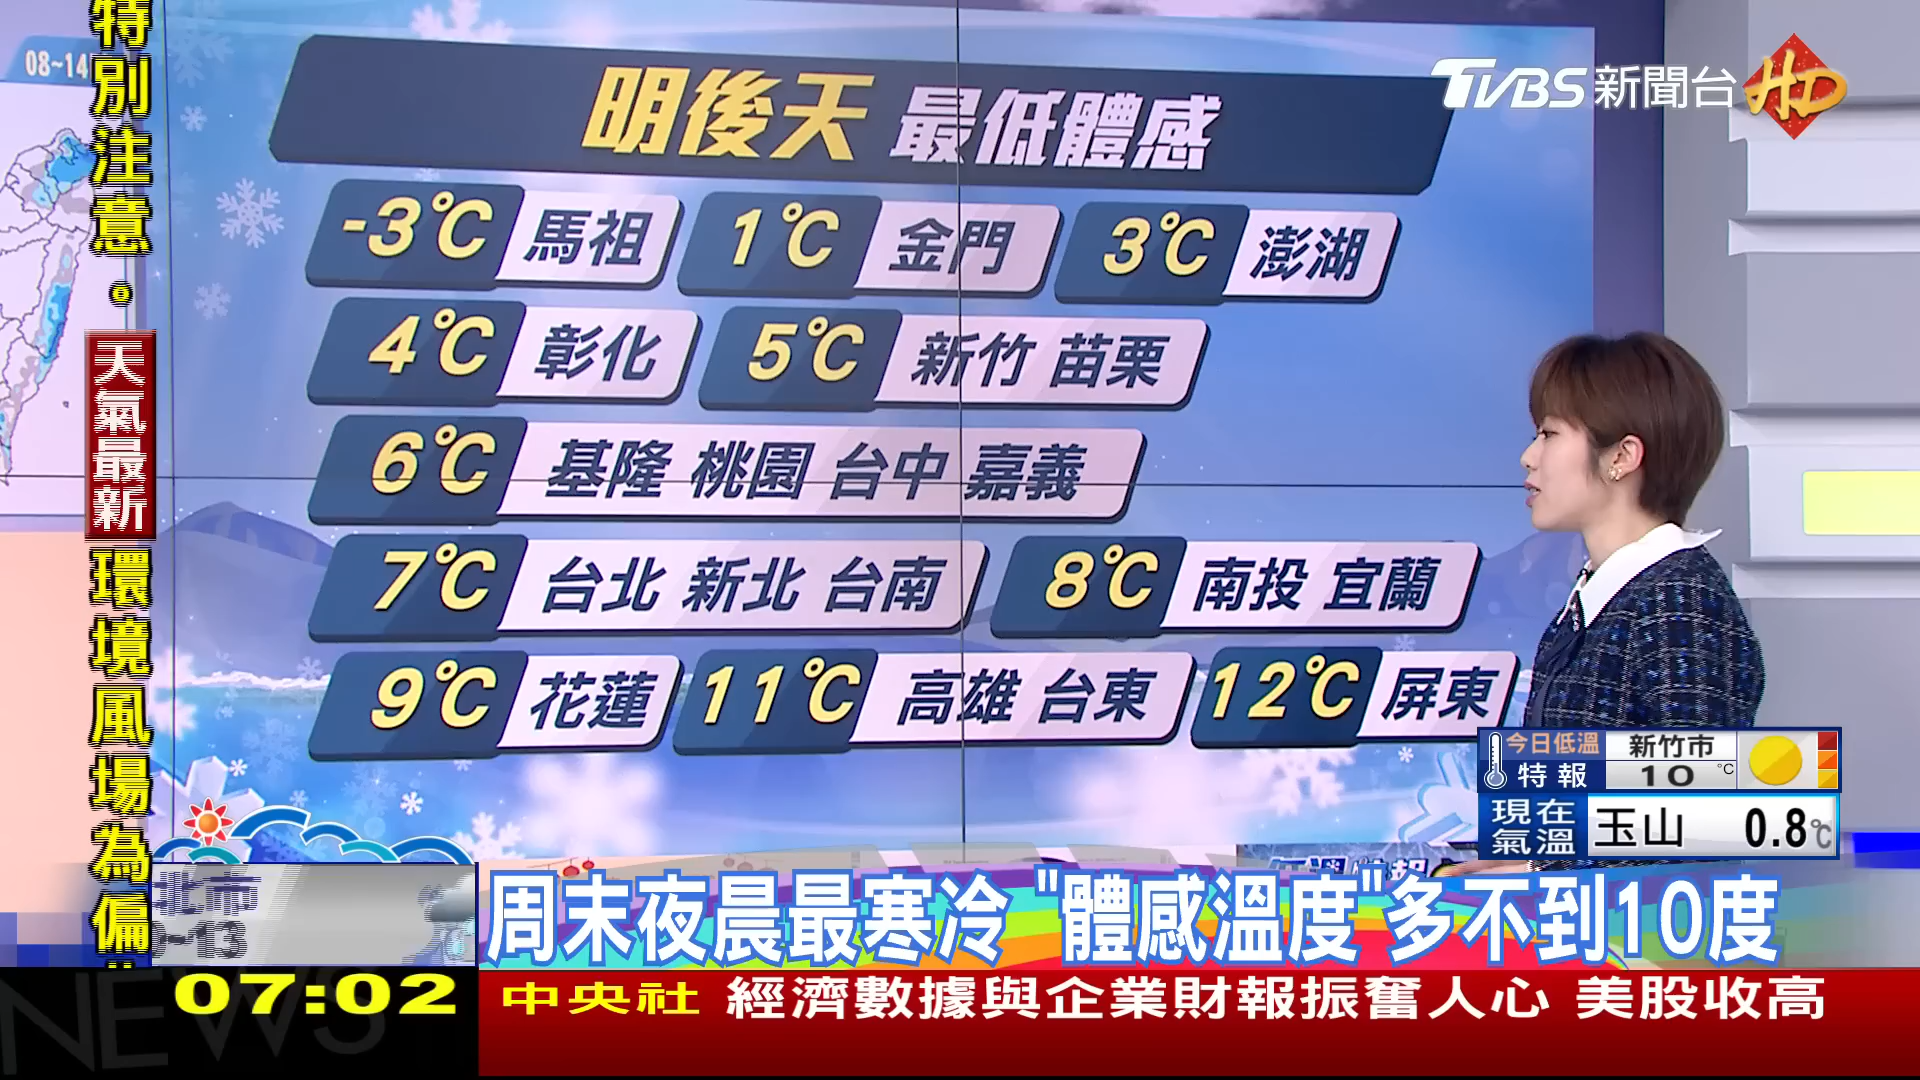 特別注意。
天氣最新
環境風場為偏
08~14
TVBS新聞台 HD
明後天 最低體感
-3℃ 馬祖 1℃ 金門 3℃ 澎湖
4℃ 彰化 5℃ 新竹 苗栗
6℃ 基隆 桃園 台中 嘉義
7℃ 台北 新北 台南 8℃ 南投 宜蘭
9℃ 花蓮 11℃ 高雄 台東 12℃ 屏東
今日低溫 新竹市
特報 10 ℃
現在氣溫 玉山 0.8℃
北市
周末夜晨最寒冷 "體感溫度"多不到10度
NEWS
07:02 中央社 經濟數據與企業財報振奮人心 美股收高